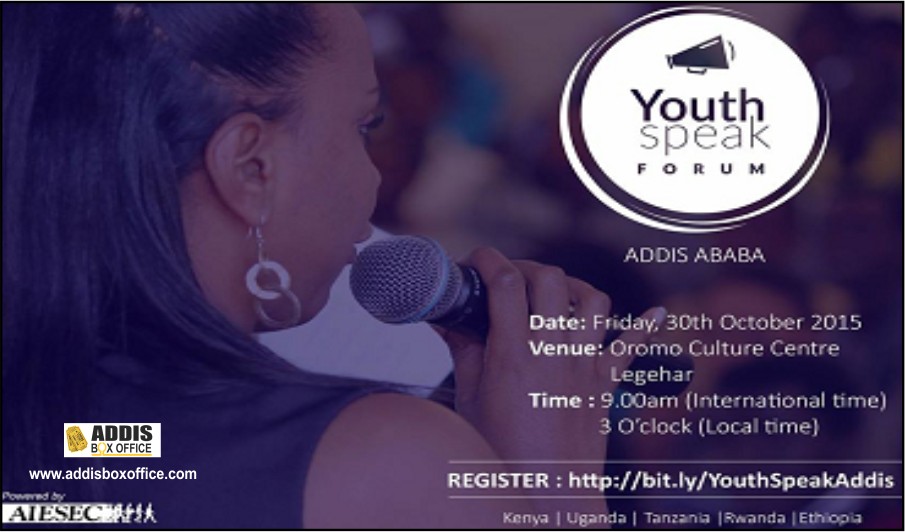 Youth
speak
FORUM
ADDIS ABABA
Date: Friday, 30th October 2015
Venue: Oromo Culture Centre
Legehar
Time : 9.00am (International time)
3 O'clock (Local time)
REGISTER : http://bit.ly/YouthSpeakAddis
Kenya | Uganda | Tanzania |Rwanda |Ethiopia
ADDIS
BOX OFFICE
www.addisboxoffice.com
Powered by
AIESEC